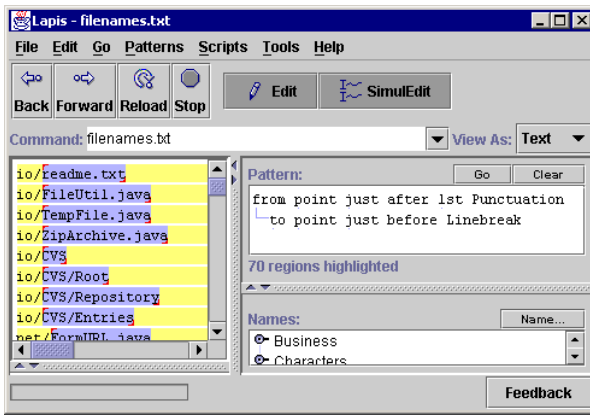 Lapis - filenames.txt
File Edit Go Patterns Scripts Tools Help
Back Forward Reload Stop Edit SimulEdit
Command: filenames.txt View As: Text
io/readme.txt
io/FileUtil.java
io/TempFile.java
io/ZipArchive.java
io/CVS
io/CVS/Root
io/CVS/Repository
io/CVS/Entries
net/FormURL.java
Pattern: Go Clear
from point just after 1st Punctuation
to point just before Linebreak
70 regions highlighted
Names: Name...
Business
Characters
Feedback